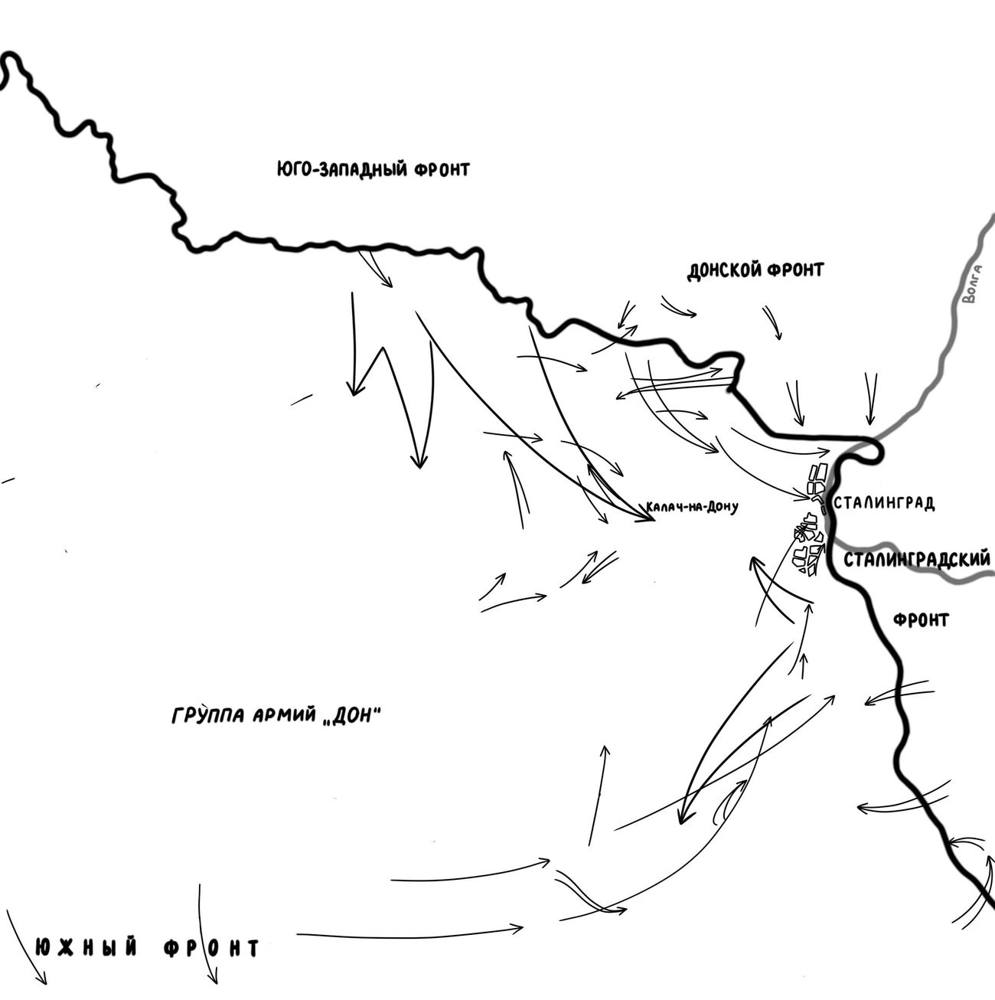 ЮГО-ЗАПАДНЫЙ ФРОНТ
ДОНСКОЙ ФРОНТ
ВОЛГА
КАЛАЧ-НА-ДОНУ
СТАЛИНГРАД
СТАЛИНГРАДСКИЙ
ФРОНТ
ГРУППА АРМИЙ „ДОН“
ЮЖНЫЙ ФРОНТ